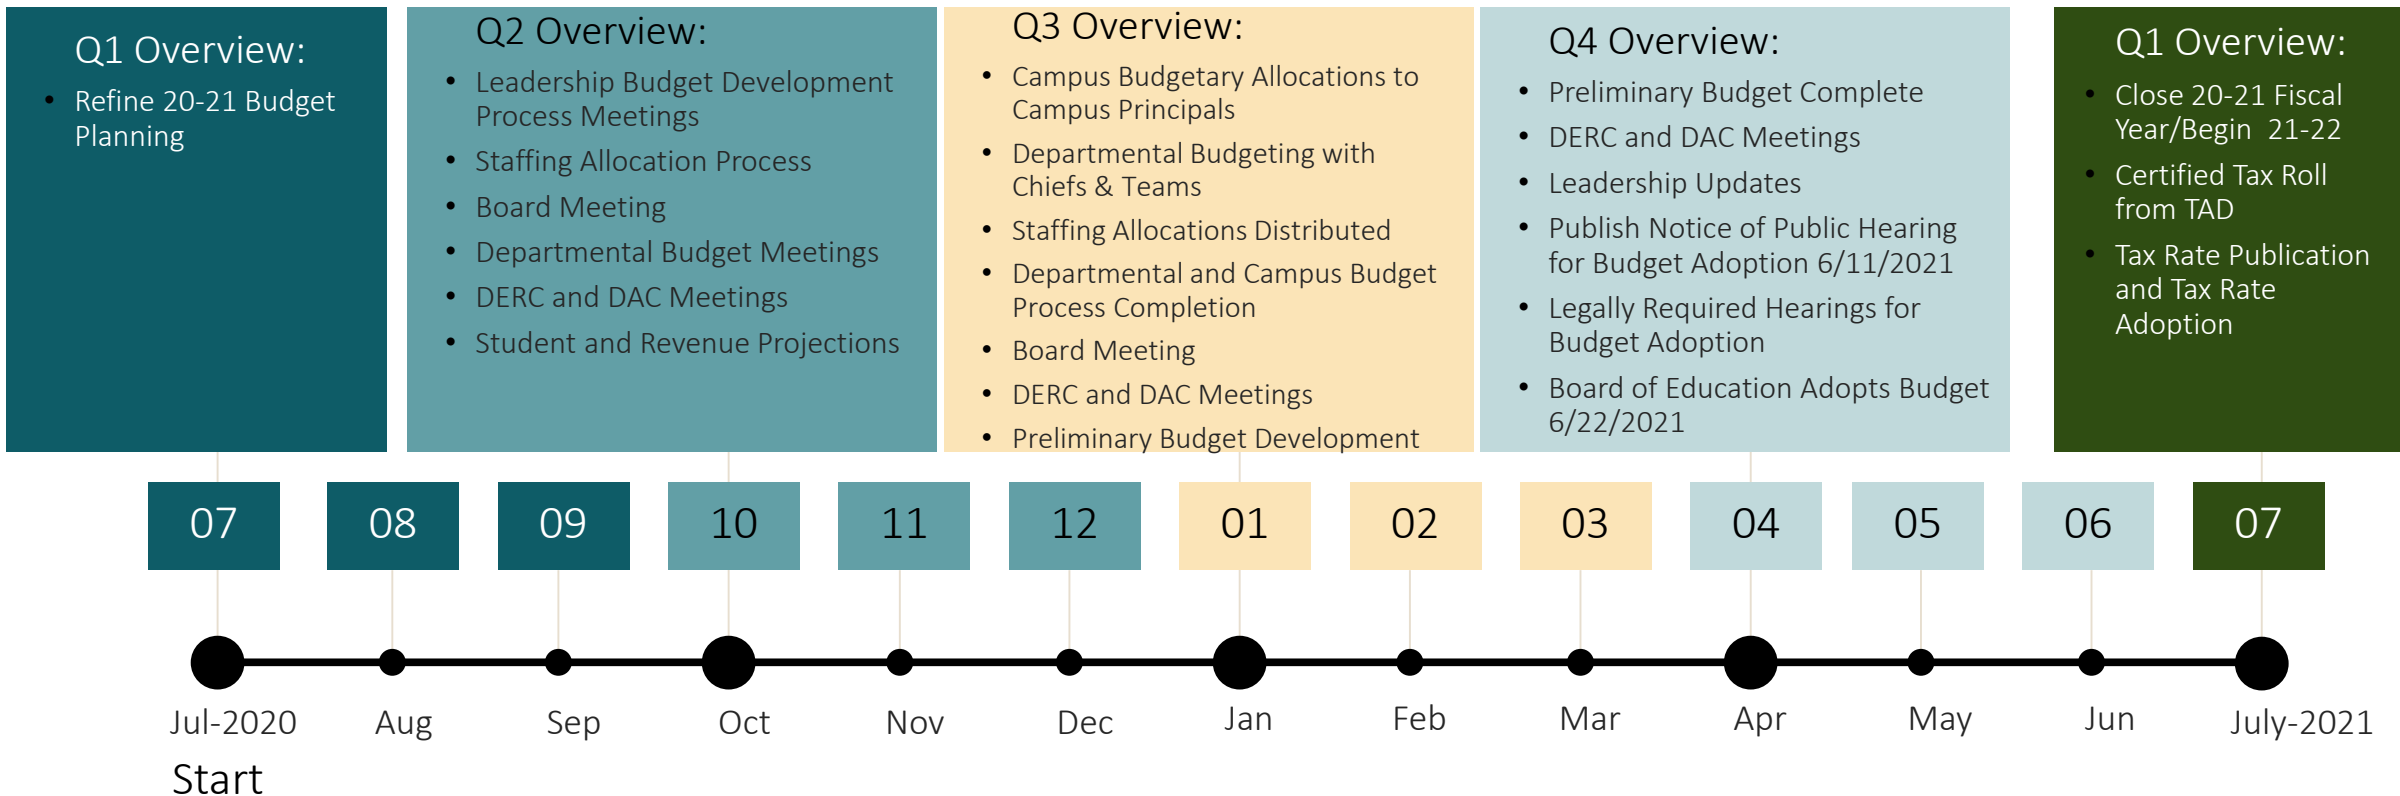 Q1 Overview:
• Refine 20-21 Budget
Planning
Q2 Overview:
• Leadership Budget Development
Process Meetings
• Staffing Allocation Process
• Board Meeting
• Departmental Budget Meetings
• DERC and DAC Meetings
• Student and Revenue Projections
Q3 Overview:
• Campus Budgetary Allocations to
Campus Principals
• Departmental Budgeting with
Chiefs & Teams
• Staffing Allocations Distributed
• Departmental and Campus Budget
Process Completion
• Board Meeting
• DERC and DAC Meetings
• Preliminary Budget Development
Q4 Overview:
• Preliminary Budget Complete
• DERC and DAC Meetings
• Leadership Updates
• Publish Notice of Public Hearing
for Budget Adoption 6/11/2021
• Legally Required Hearings for
Budget Adoption
• Board of Education Adopts Budget
6/22/2021
Q1 Overview:
• Close 20-21 Fiscal
Year/Begin 21-22
• Certified Tax Roll
from TAD
• Tax Rate Publication
and Tax Rate
Adoption
07 08 09 10 11 12 01 02 03 04 05 06 07
Jul-2020 Aug Sep Oct Nov Dec Jan Feb Mar Apr May Jun July-2021
Start